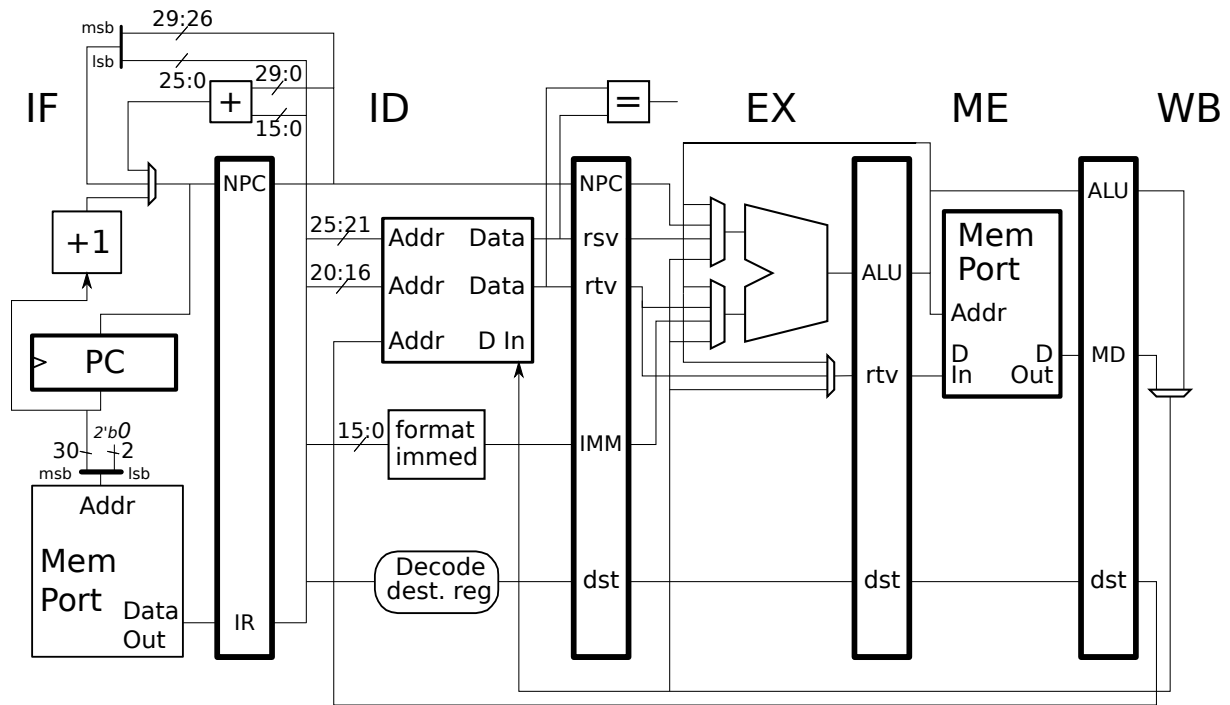 29:26
msb
lsb
25:0
29:0
15:0
+
=
IF
ID
EX
ME
WB
NPC
NPC
ALU
+1
25:21
Addr
Data
rsv
20:16
Addr
Data
rtv
ALU
Mem
Port
Addr
Addr
D In
PC
rtv
D
In
D
Out
MD
2'b0
30
2
msb
lsb
15:0
format
immed
IMM
Addr
Mem
Port
Data
Out
IR
Decode
dest. reg
dst
dst
dst